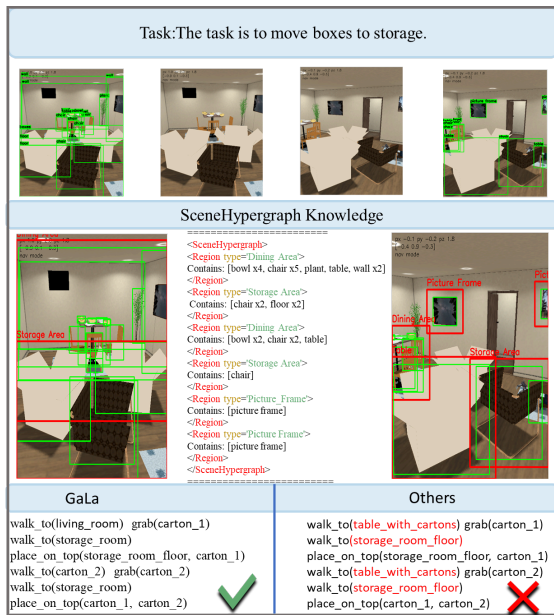 Task:The task is to move boxes to storage.
SceneHypergraph Knowledge
Storage Area
========================
<SceneHypergraph>
<Region type='Dining Area'>
Contains: [bowl x4, chair x5, plant, table, wall x2]
</Region>
<Region type='Storage Area'>
Contains: [chair x2, floor x2]
</Region>
<Region type='Dining Area'>
Contains: [bowl x2, chair x2, table]
</Region>
<Region type='Storage Area'>
Contains: [chair]
</Region>
<Region type='Picture_Frame'>
Contains: [picture frame]
</Region>
<Region type='Picture Frame'>
Contains: [picture frame]
</Region>
</SceneHypergraph>
========================
nav mode
Picture Frame
Dining Area
Storage Area
GaLa
walk_to(living_room) grab(carton_1)
walk_to(storage_room)
place_on_top(storage_room_floor, carton_1)
walk_to(carton_2) grab(carton_2)
walk_to(storage_room)
place_on_top(carton_1, carton_2)
Others
walk_to(table_with_cartons) grab(carton_1)
walk_to(storage_room_floor)
place_on_top(storage_room_floor, carton_1)
walk_to(table_with_cartons) grab(carton_2)
walk_to(storage_room_floor)
place_on_top(carton_1, carton_2)